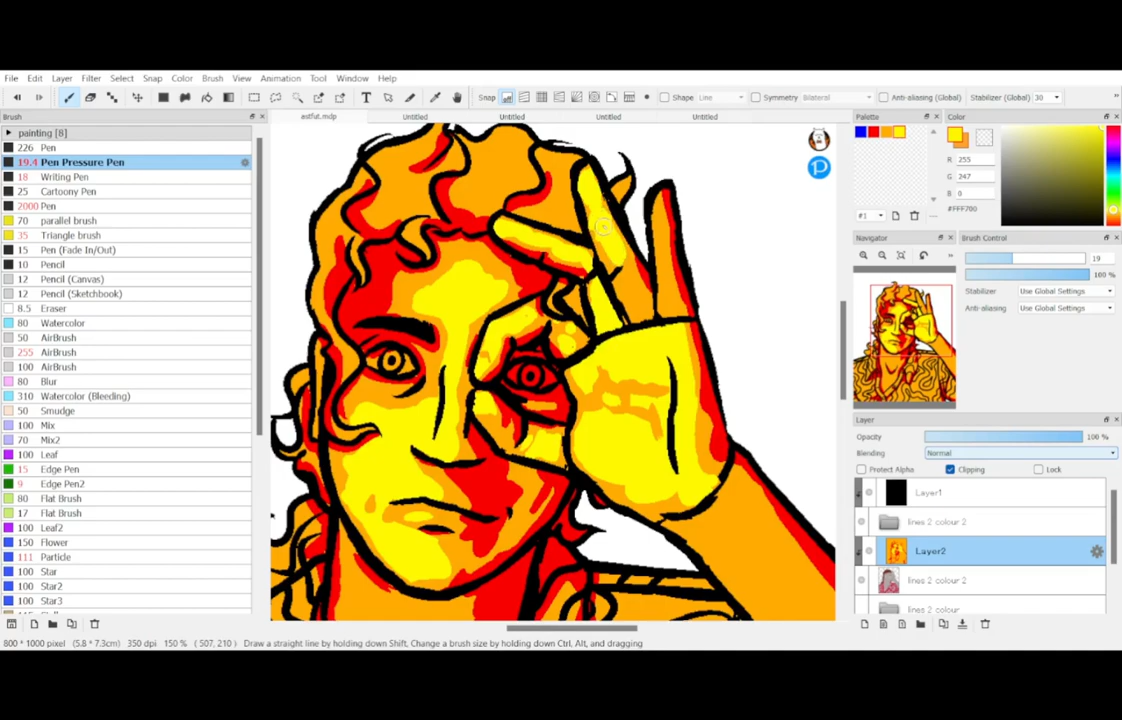 File Edit Layer Filter Select Snap Color Brush View Animation Tool Window Help
Snap Shape Line Symmetry Bilateral Anti-aliasing (Global) Stabilizer (Global) 30
Brush
painting [8]
226 Pen
19.4 Pen Pressure Pen
18 Writing Pen
25 Cartoony Pen
2000 Pen
70 parallel brush
35 Triangle brush
15 Pen (Fade In/Out)
10 Pencil
12 Pencil (Canvas)
12 Pencil (Sketchbook)
8.5 Eraser
80 Watercolor
50 AirBrush
255 AirBrush
100 AirBrush
80 Blur
310 Watercolor (Bleeding)
50 Smudge
100 Mix
70 Mix2
100 Leaf
15 Edge Pen
9 Edge Pen2
80 Flat Brush
17 Flat Brush
100 Leaf2
150 Flower
111 Particle
100 Star
100 Star2
100 Star3
astfut.mdp Untitled Untitled Untitled Untitled
Palette
#1
Color
R 255
G 247
B 0
#FFF700
Navigator
Brush Control
19
100 %
Stabilizer Use Global Settings
Anti-aliasing Use Global Settings
Layer
Opacity 100 %
Blending Normal
Protect Alpha Clipping Lock
Layer1
lines 2 colour 2
Layer2
lines 2 colour 2
lines 2 colour
800 * 1000 pixel (5.8 * 7.3cm) 350 dpi 150 % ( 507, 210 ) Draw a straight line by holding down Shift, Change a brush size by holding down Ctrl, Alt, and dragging